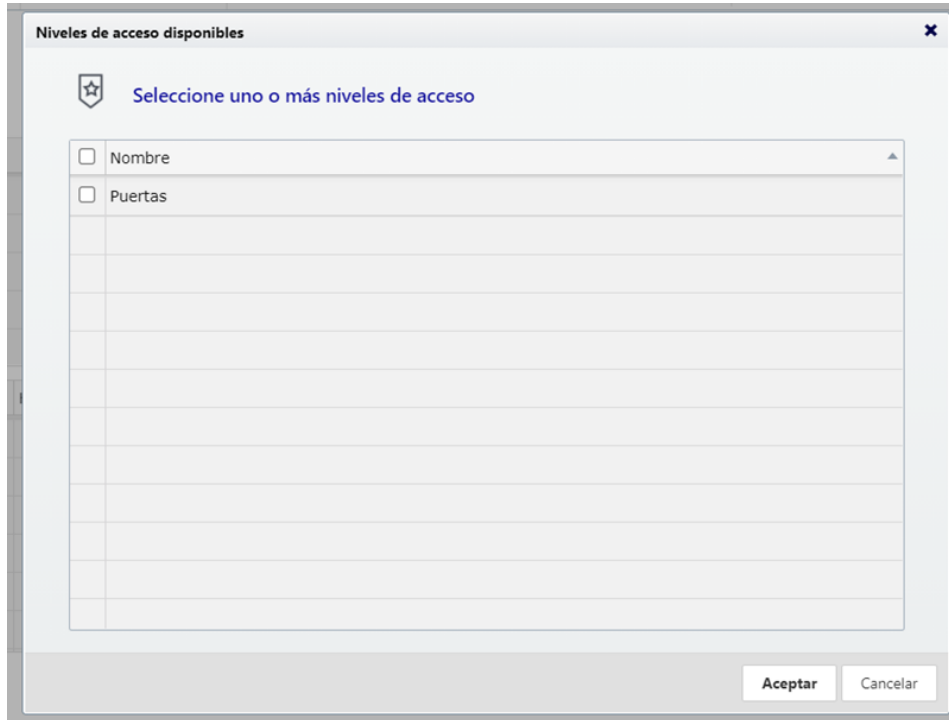 Niveles de acceso disponibles
Seleccione uno o más niveles de acceso
Nombre
Puertas
Aceptar
Cancelar